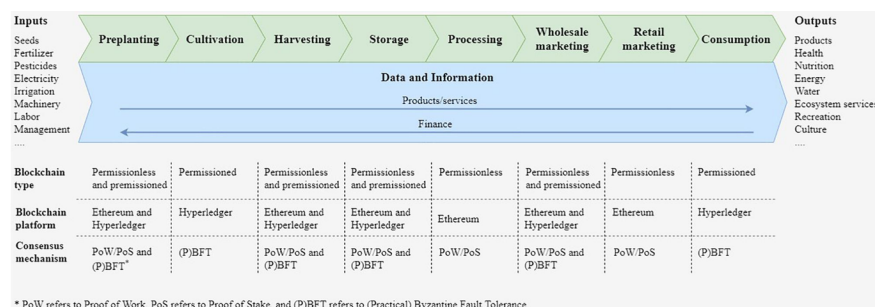 Inputs
Seeds
Fertilizer
Pesticides
Electricity
Irrigation
Machinery
Labor
Management
....
Preplanting
Cultivation
Harvesting
Storage
Processing
Wholesale
marketing
Retail
marketing
Consumption
Data and Information
Products/services
Finance
Outputs
Products
Health
Nutrition
Energy
Water
Ecosystem services
Recreation
Culture
....
Blockchain
type
Permissionless
and premissioned
Permissioned
Permissionless
and premissioned
Permissionless
and premissioned
Permissionless
Permissionless
and premissioned
Permissionless
Permissioned
Blockchain
platform
Ethereum and
Hyperledger
Hyperledger
Ethereum and
Hyperledger
Ethereum and
Hyperledger
Ethereum
Ethereum and
Hyperledger
Ethereum
Hyperledger
Consensus
mechanism
PoW/PoS and
(P)BFT*
(P)BFT
PoW/PoS and
(P)BFT
PoW/PoS and
(P)BFT
PoW/PoS
PoW/PoS and
(P)BFT
PoW/PoS
(P)BFT
* PoW refers to Proof of Work, PoS refers to Proof of Stake, and (P)BFT refers to (Practical) Byzantine Fault Tolerance